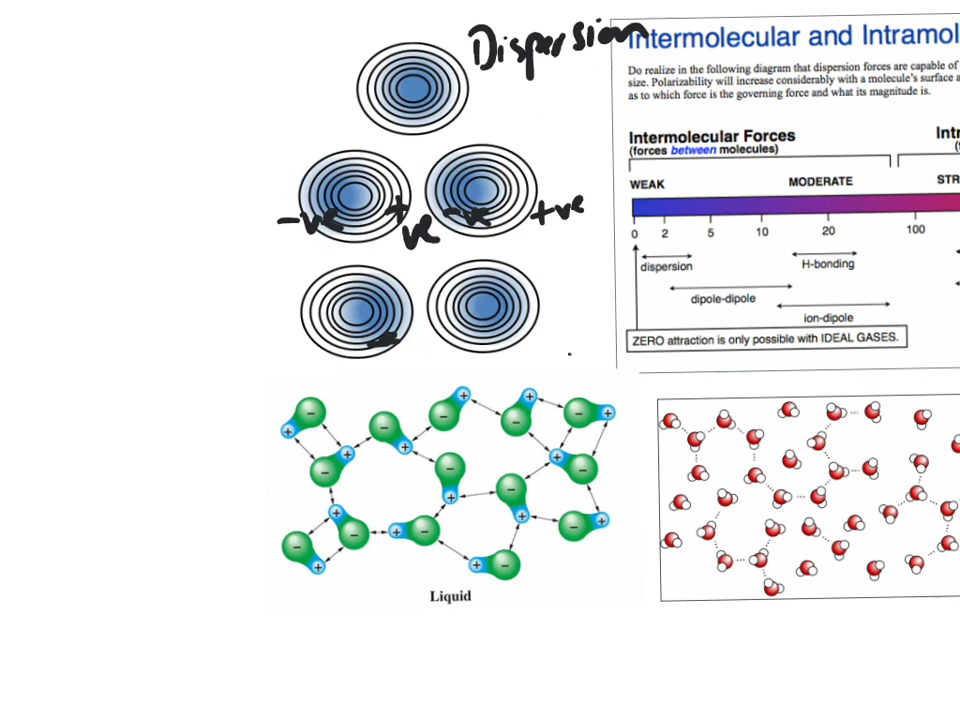 Dispersion
Intermolecular and Intramol
Do realize in the following diagram that dispersion forces are capable of
size. Polarizability will increase considerably with a molecule's surface a
as to which force is the governing force and what its magnitude is.
Intermolecular Forces
(forces between molecules)
Intr
(f
WEAK
MODERATE
STR
0 2 5 10 20 100
dispersion
H-bonding
dipole-dipole
ion-dipole
ZERO attraction is only possible with IDEAL GASES.
-ve +ve -ve +ve
Liquid